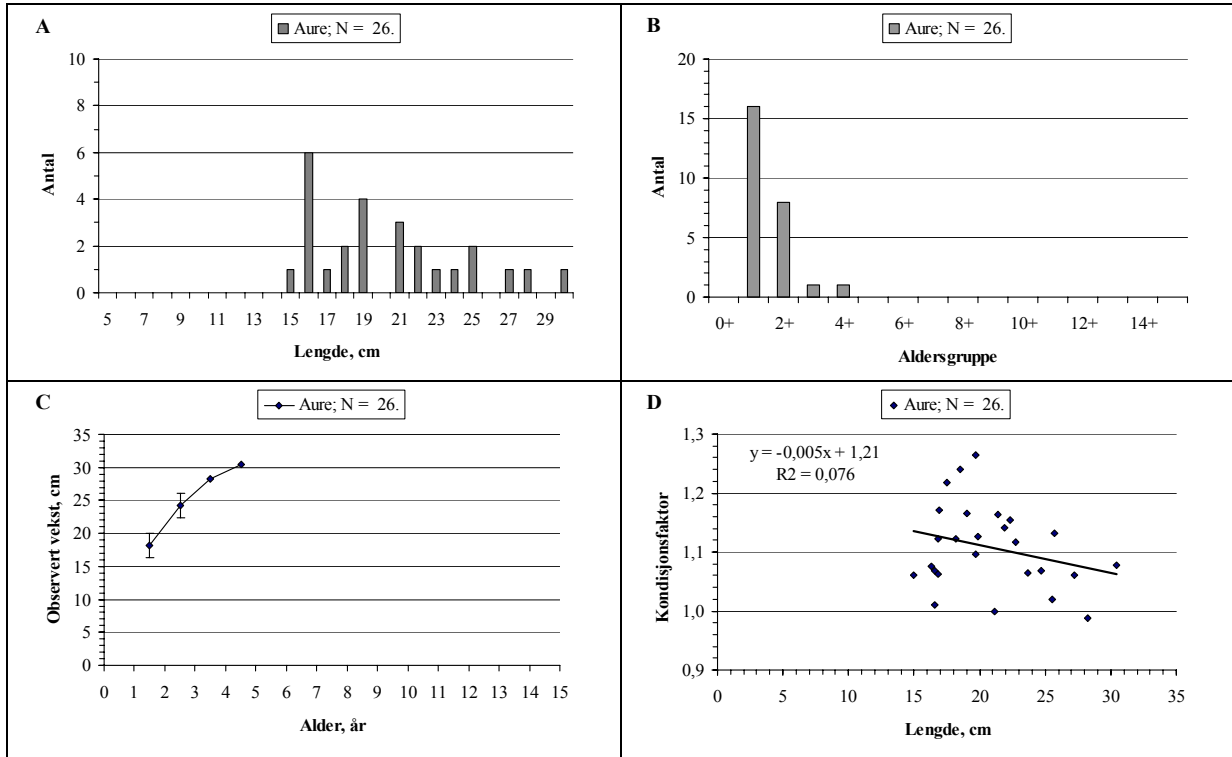 A
Aure; N = 26.
10
8
6
4
2
0
Antal
5 7 9 11 13 15 17 19 21 23 25 27 29
Lengde, cm
B
Aure; N = 26.
20
15
10
5
0
Antal
0+ 2+ 4+ 6+ 8+ 10+ 12+ 14+
Aldersgruppe
C
Aure; N = 26.
35
30
25
20
15
10
5
0
Observert vekst, cm
0 1 2 3 4 5 6 7 8 9 10 11 12 13 14 15
Alder, år
D
Aure; N = 26.
y = -0,005x + 1,21
R2 = 0,076
1,3
1,2
1,1
1,0
0,9
Kondisjonsfaktor
0 5 10 15 20 25 30 35
Lengde, cm